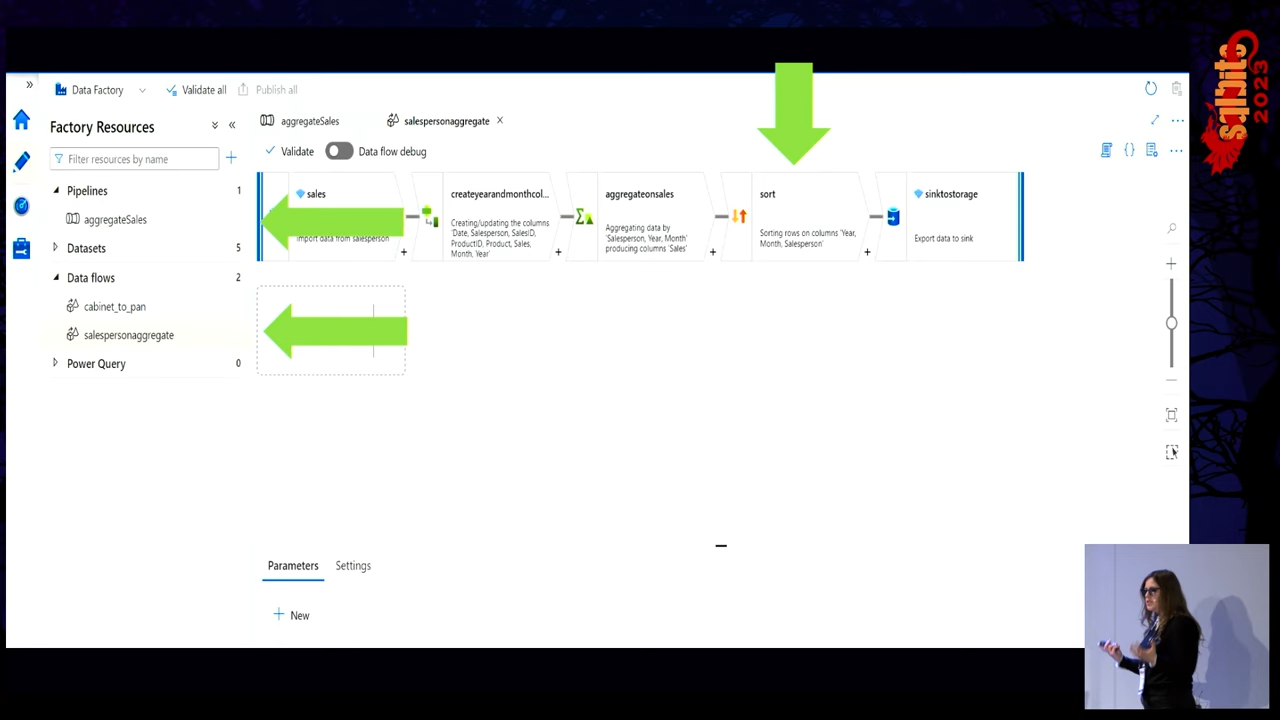 Data Factory
Validate all
Publish all
sqlbits
2023
Factory Resources
Filter resources by name
Pipelines 1
aggregateSales
Datasets 5
Data flows 2
cabinet_to_pan
salespersonaggregate
Power Query 0
aggregateSales
salespersonaggregate
Validate
Data flow debug
sales
Import data from salesperson
createyearandmonthcol...
Creating/updating the columns
'Date, Salesperson, SalesID,
ProductID, Product, Sales,
Month, Year'
aggregateonsales
Aggregating data by
'Salesperson, Year, Month'
producing columns 'Sales'
sort
Sorting rows on columns 'Year,
Month, Salesperson'
sinktostorage
Export data to sink
Parameters
Settings
New